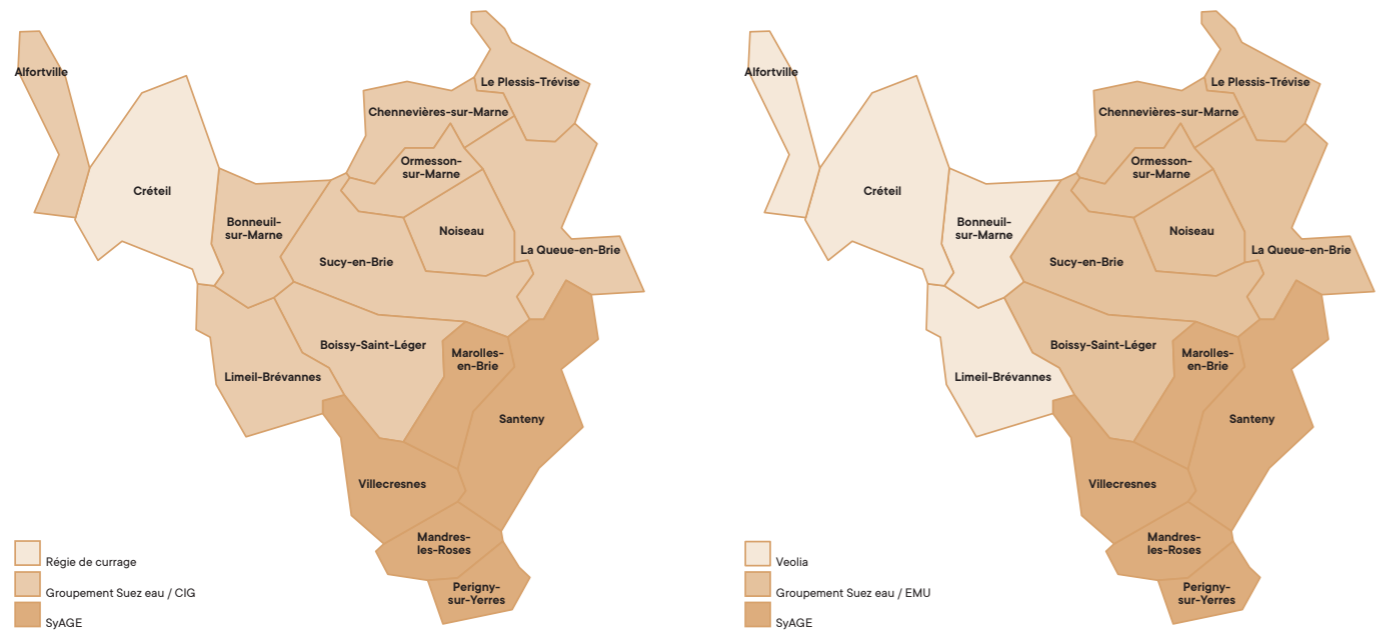 Alfortville
Le Plessis-Trévise
Chennevières-sur-Marne
Ormesson-
sur-Marne
Créteil
Bonneuil-
sur-Marne
Noiseau
La Queue-en-Brie
Sucy-en-Brie
Boissy-Saint-Léger
Marolles-
en-Brie
Limeil-Brévannes
Santeny
Villecresnes
Mandres-
les-Roses
Perigny-
sur-Yerres
Régie de currage
Groupement Suez eau / CIG
SyAGE
Alfortville
Le Plessis-Trévise
Chennevières-sur-Marne
Ormesson-
sur-Marne
Créteil
Bonneuil-
sur-Marne
Noiseau
La Queue-en-Brie
Sucy-en-Brie
Boissy-Saint-Léger
Marolles-
en-Brie
Limeil-Brévannes
Santeny
Villecresnes
Mandres-
les-Roses
Perigny-
sur-Yerres
Veolia
Groupement Suez eau / EMU
SyAGE